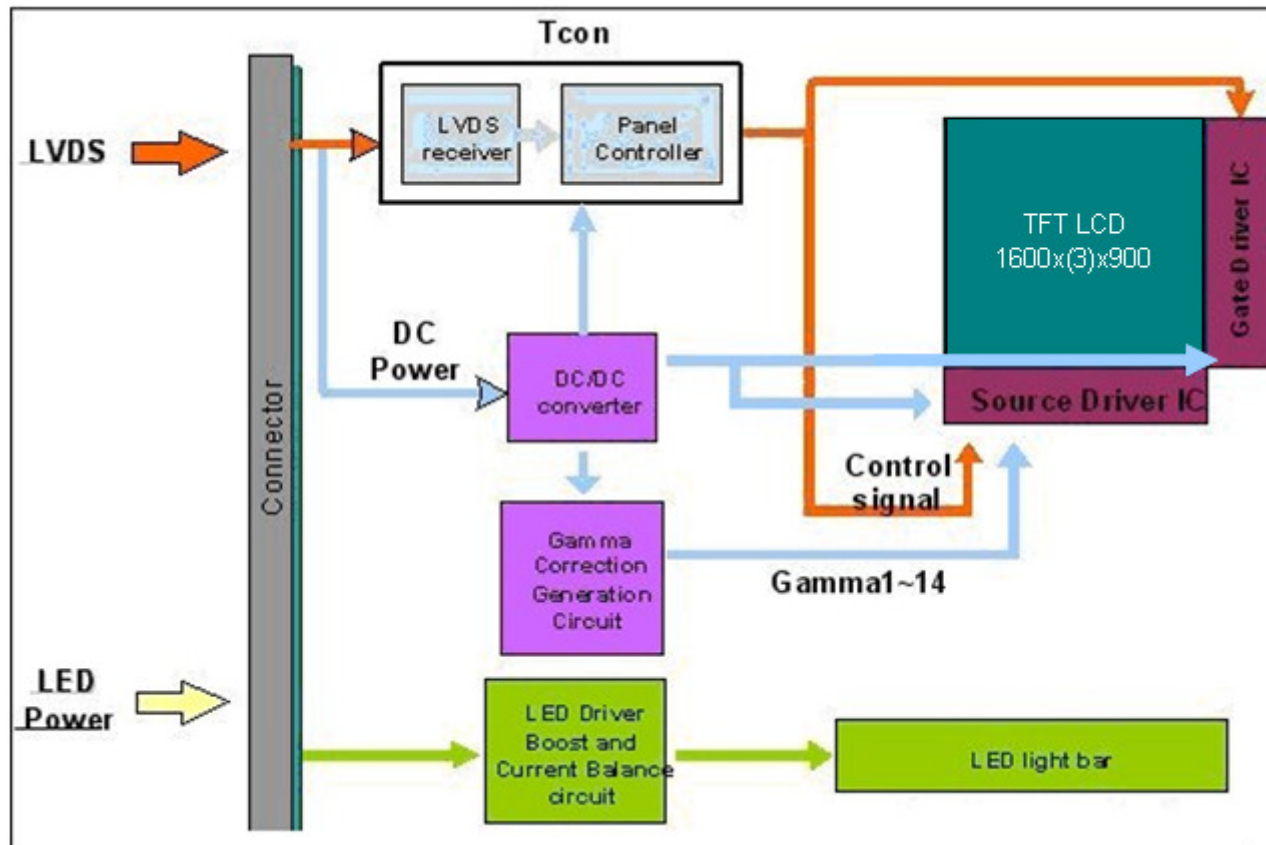 Tcon
LVDS
LVDS
receiver
Panel
Controller
TFT LCD
1600x(3)x900
Gate Driver IC
DC
Power
DC/DC
converter
Source Driver IC
Connector
Control
signal
Gamma
Correction
Generation
Circuit
Gamma1~14
LED
Power
LED Driver
Boost and
Current Balance
circuit
LED light bar